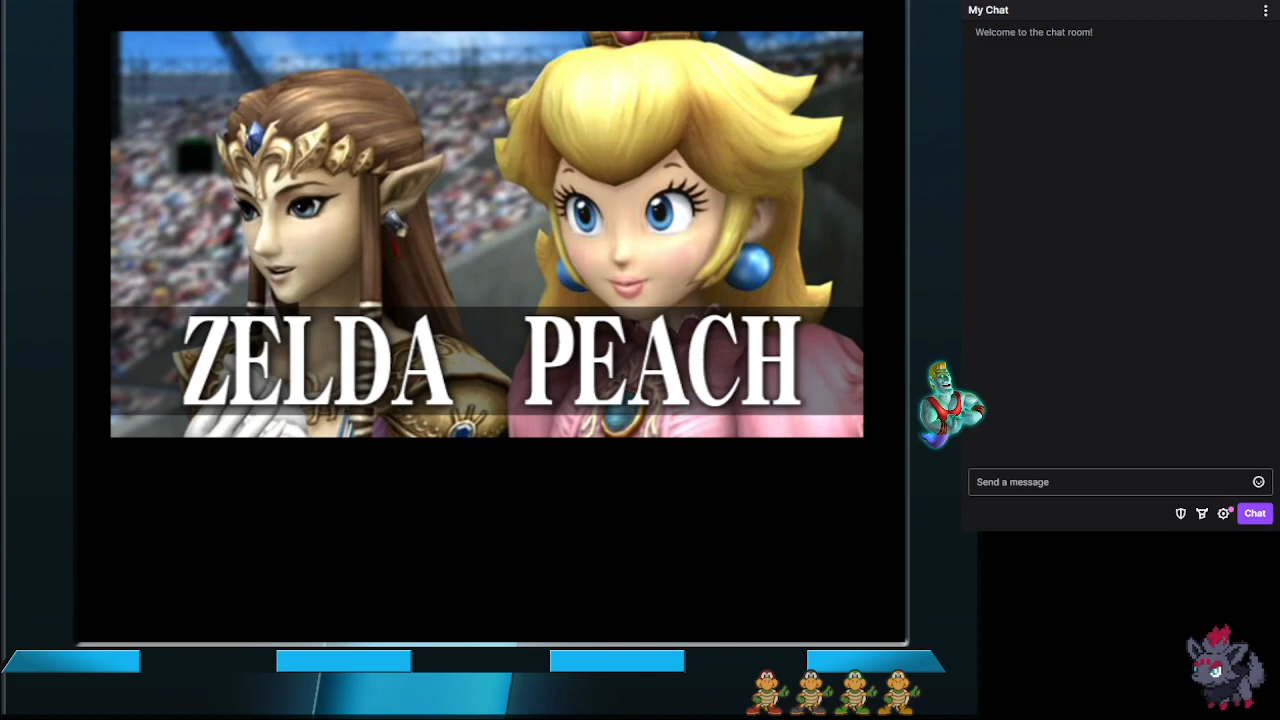 My Chat
Welcome to the chat room!
ZELDA PEACH
Send a message
Chat